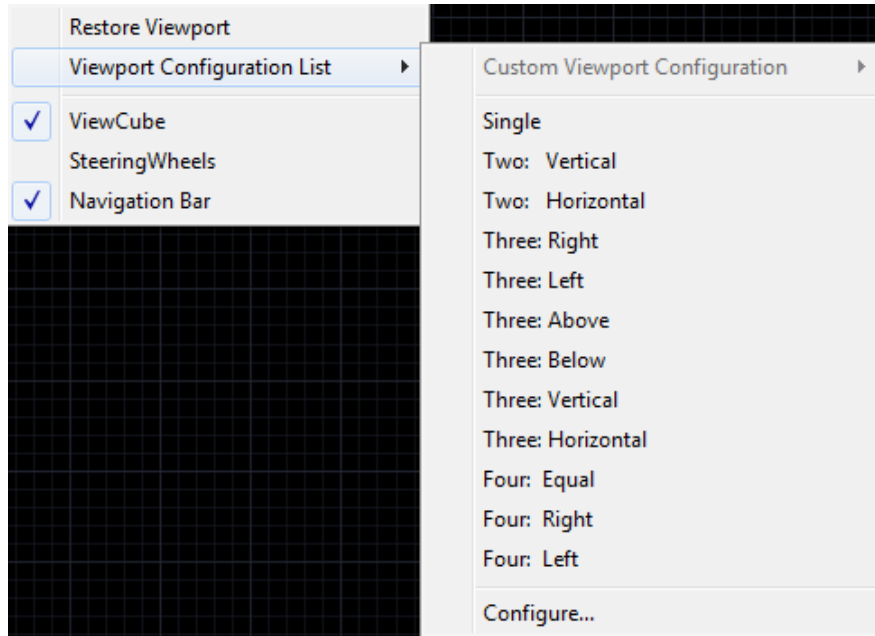 Restore Viewport
Viewport Configuration List
ViewCube
SteeringWheels
Navigation Bar
Custom Viewport Configuration
Single
Two:   Vertical
Two:   Horizontal
Three: Right
Three: Left
Three: Above
Three: Below
Three: Vertical
Three: Horizontal
Four:  Equal
Four:  Right
Four:  Left
Configure...